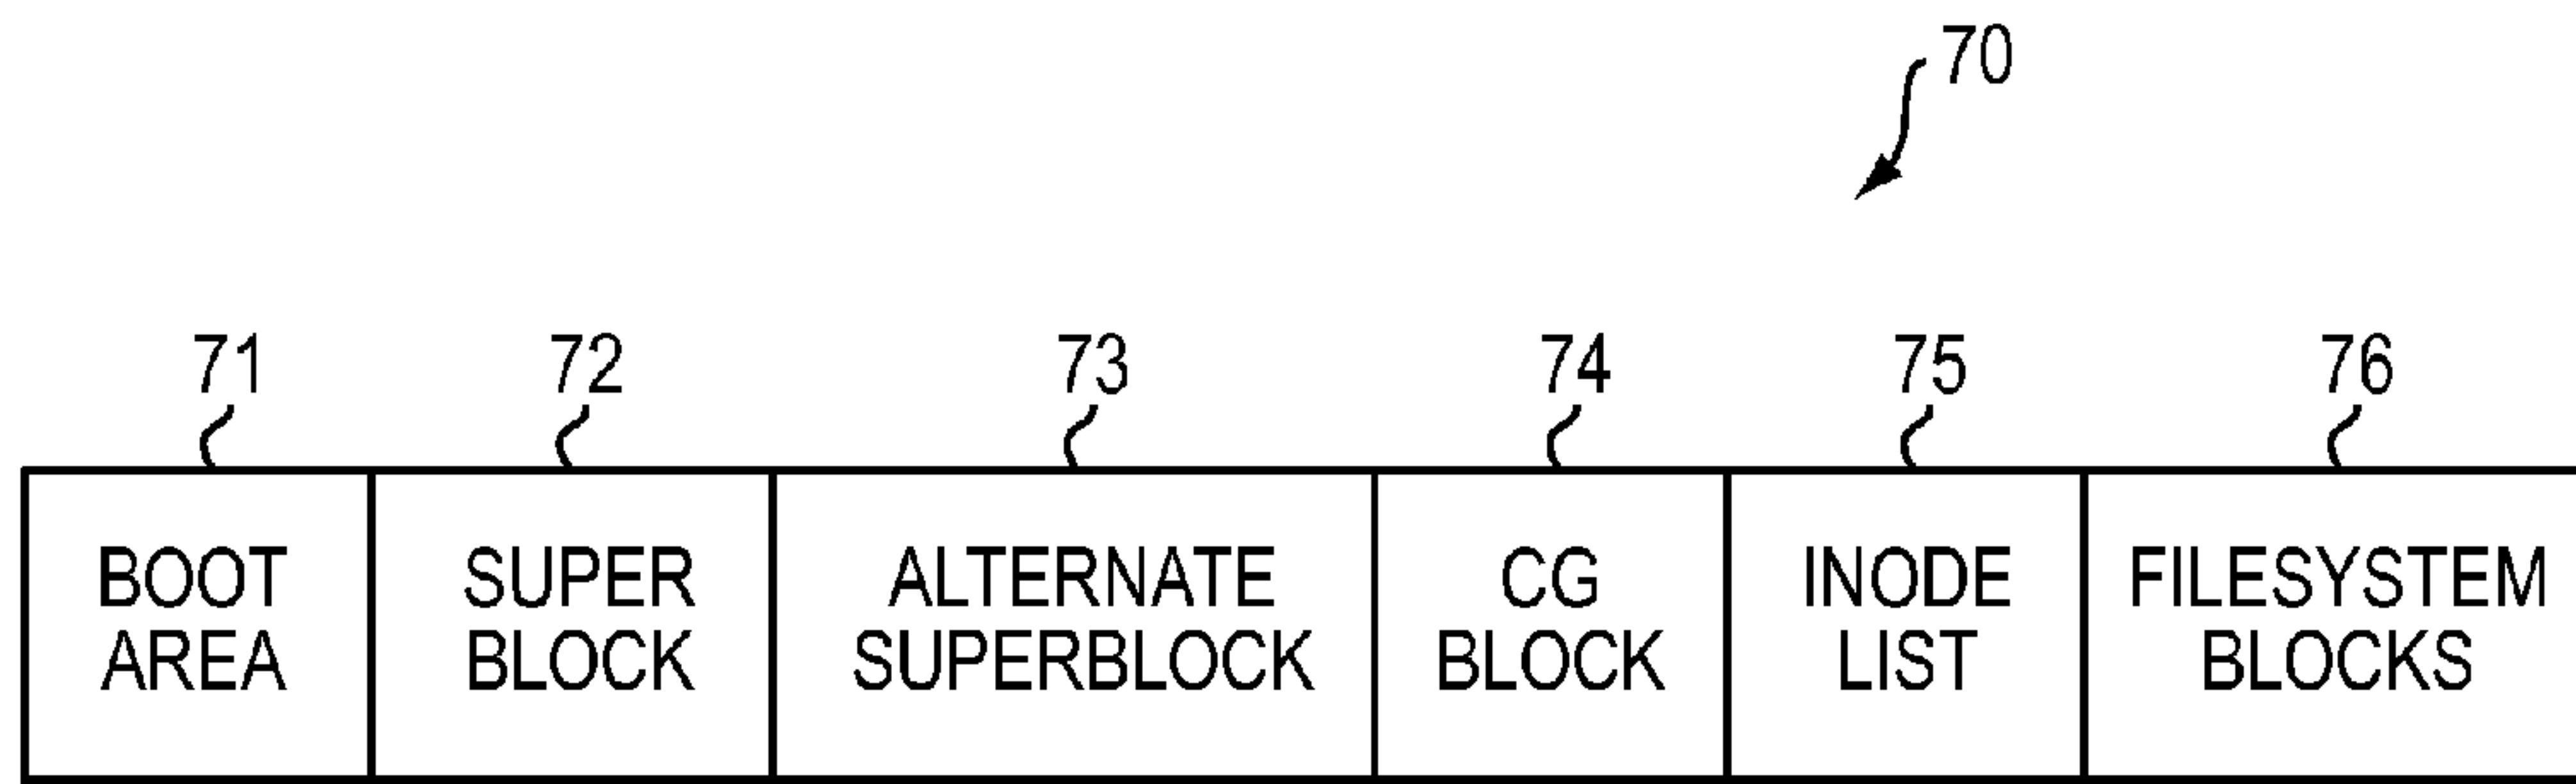 70
71 72 73 74 75 76
BOOT AREA
SUPER BLOCK
ALTERNATE SUPERBLOCK
CG BLOCK
INODE LIST
FILESYSTEM BLOCKS